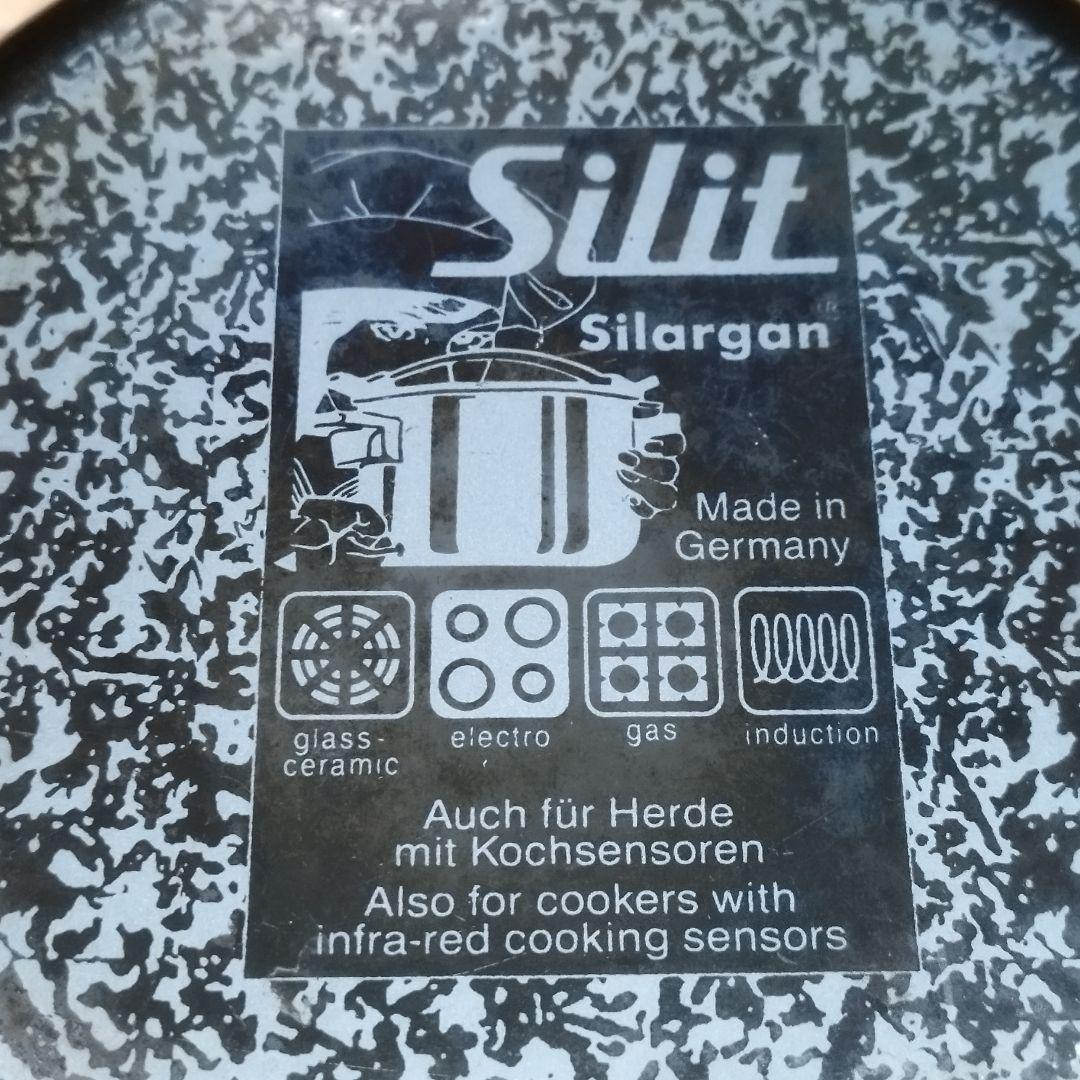 Silit
Silargan
Made in
Germany
glass-
ceramic
electro
gas
induction
Auch für Herde
mit Kochsensoren
Also for cookers with
infra-red cooking sensors